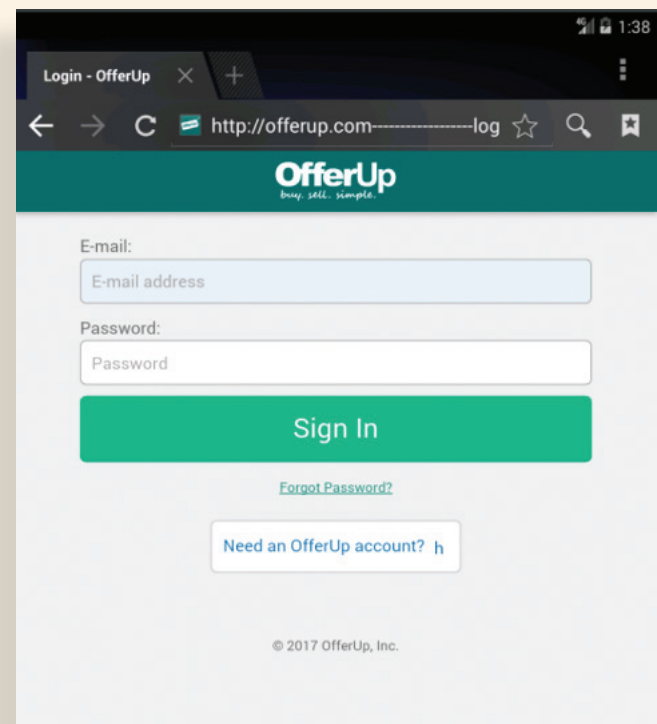 4G 1:38
Login - OfferUp
http://offerup.com------------------log
OfferUp
buy. sell. simple.
E-mail:
E-mail address
Password:
Password
Sign In
Forgot Password?
Need an OfferUp account? h
© 2017 OfferUp, Inc.